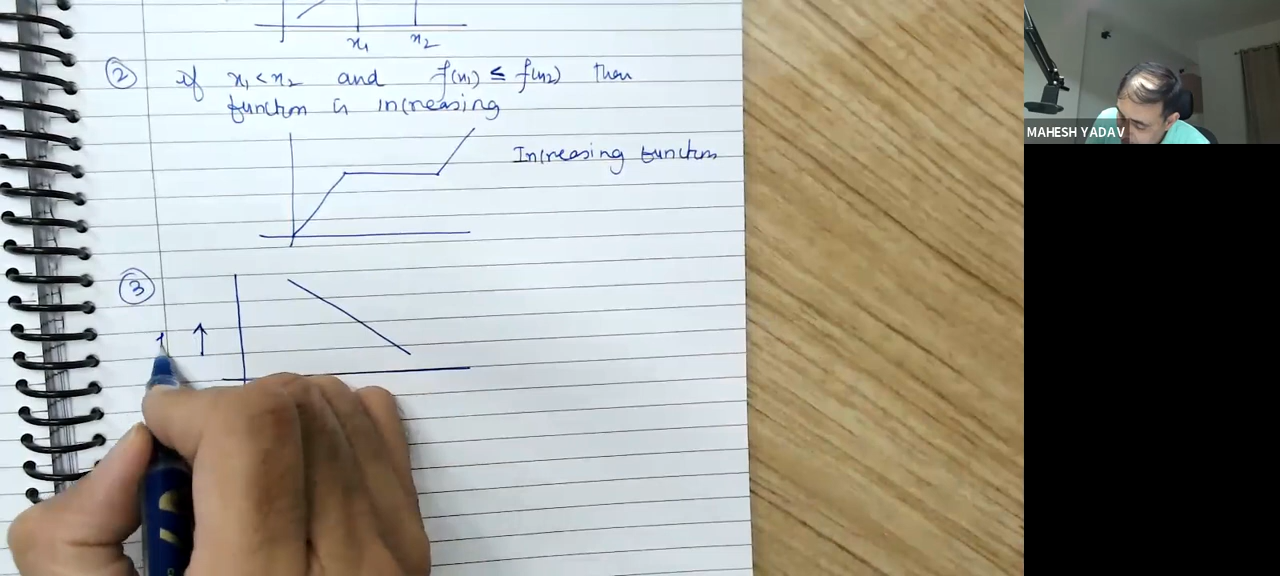 x₁ x₂
② if x₁ < x₂ and f(x₁) ≤ f(x₂) then
function is increasing
Increasing function
③
MAHESH YADAV